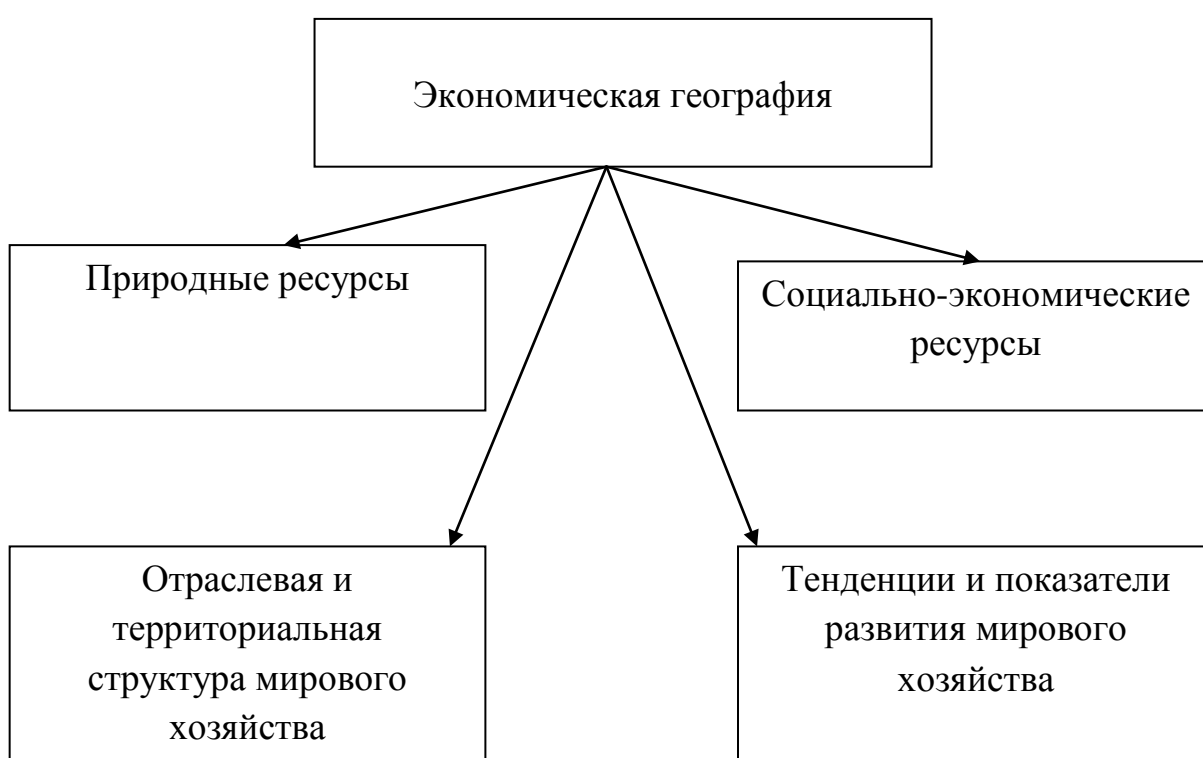 Экономическая география
Природные ресурсы
Социально-экономические
ресурсы
Отраслевая и
территориальная
структура мирового
хозяйства
Тенденции и показатели
развития мирового
хозяйства